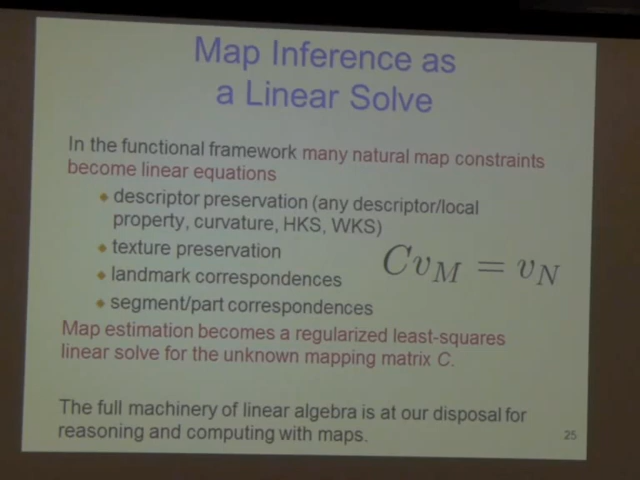 Map Inference as
a Linear Solve
In the functional framework many natural map constraints
become linear equations
◆ descriptor preservation (any descriptor/local
property, curvature, HKS, WKS)
◆ texture preservation
◆ landmark correspondences
◆ segment/part correspondences
Cv_M = v_N
Map estimation becomes a regularized least-squares
linear solve for the unknown mapping matrix C.
The full machinery of linear algebra is at our disposal for
reasoning and computing with maps.
25